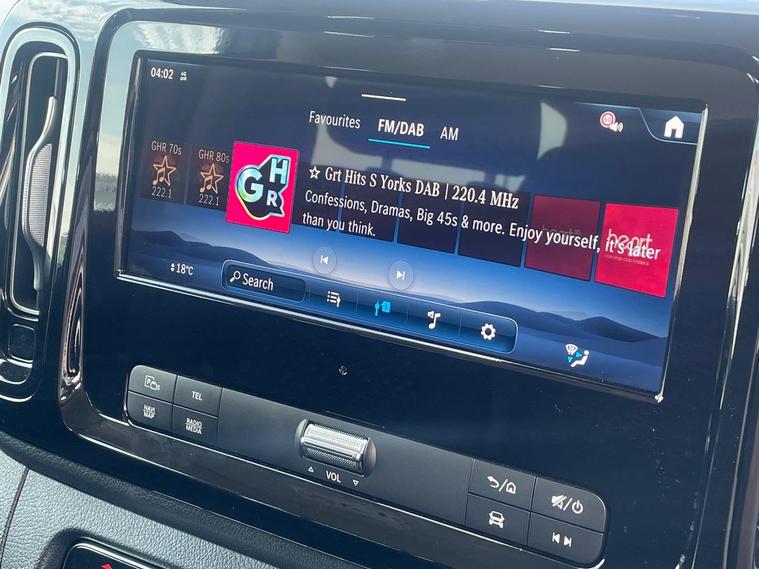 04:02 4G
Favourites FM/DAB AM
GHR 70s
222.1
GHR 80s
222.1
GHR
☆ Grt Hits S Yorks DAB | 220.4 MHz
Confessions, Dramas, Big 45s & more. Enjoy yourself, it's later
than you think.
heart
heart
18°C
Search
TEL
NAVI
MAP
RADIO
MEDIA
VOL